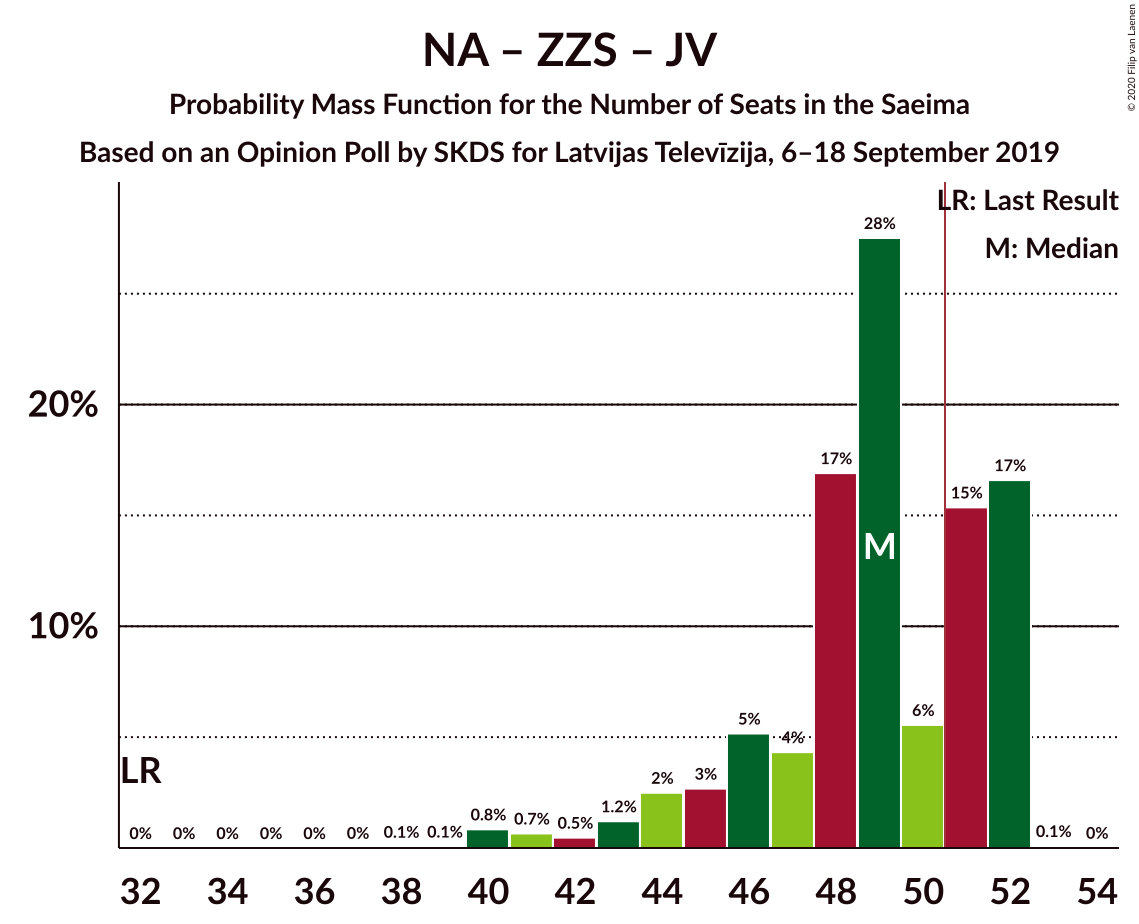 NA – ZZS – JV
Probability Mass Function for the Number of Seats in the Saeima
Based on an Opinion Poll by SKDS for Latvijas Televīzija, 6–18 September 2019
© 2020 Filip van Laenen
LR: Last Result
M: Median
20%
10%
LR
M
0%
0%
0%
0%
0%
0%
0.1%
0.1%
0.8%
0.7%
0.5%
1.2%
2%
3%
5%
4%
17%
28%
6%
15%
17%
0.1%
0%
32 34 36 38 40 42 44 46 48 50 52 54